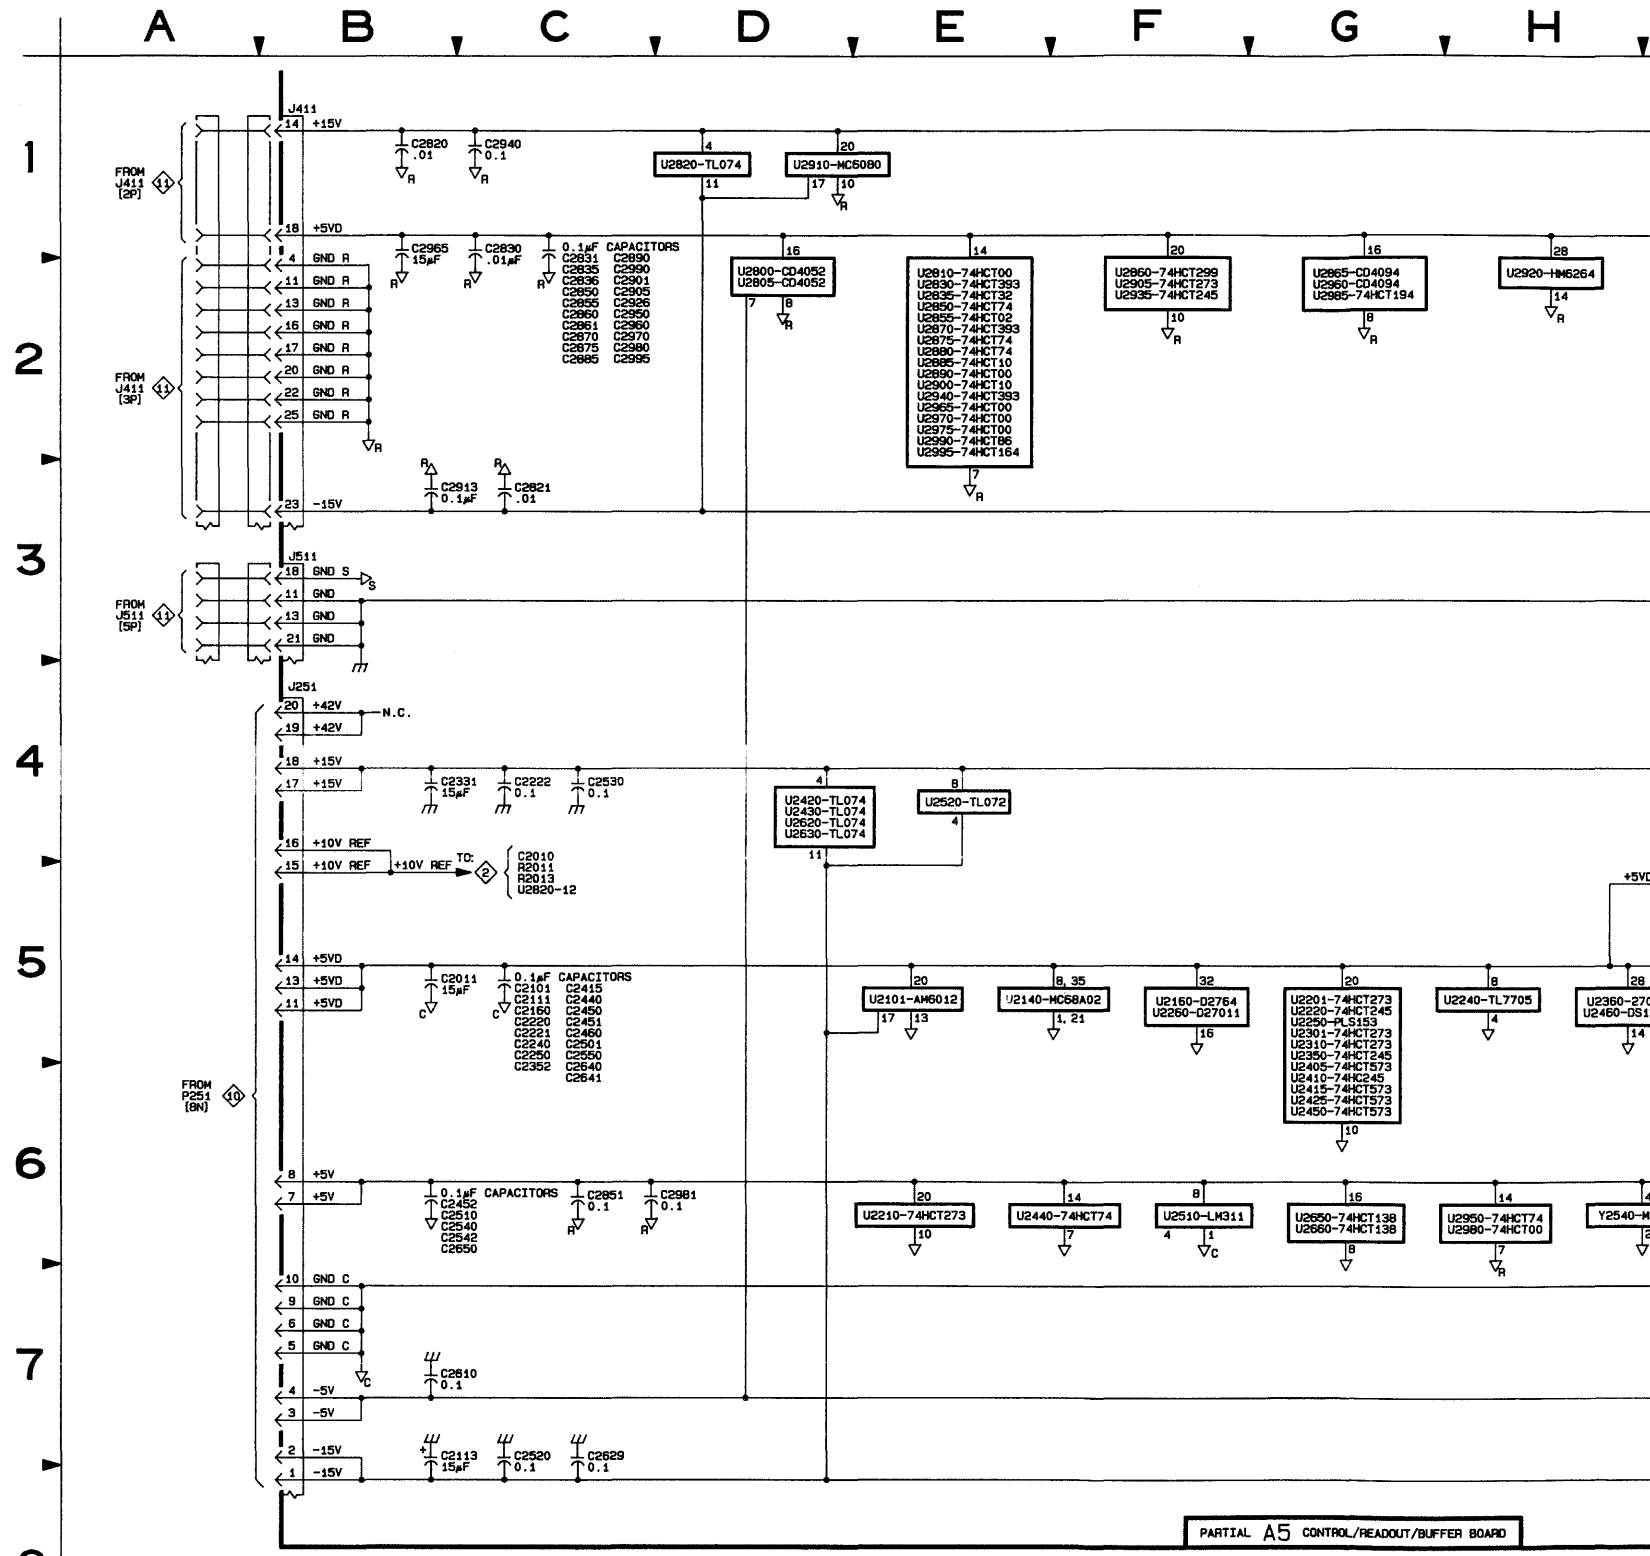 A B C D E F G H
1
2
3
4
5
6
7
J411
14 +15V
C2820
.01
R
C2940
0.1
R
4
U2820-TL074
11
20
U2910-MC6080
17 10
R
FROM
J411
[2P]
11
18 +5VD
C2965
15µF
R
C2830
.01µF
R
R
0.1µF CAPACITORS
C2831 C2890
C2835 C2990
C2836 C2901
C2850 C2905
C2855 C2926
C2860 C2950
C2861 C2960
C2870 C2970
C2875 C2980
C2885 C2995
16
U2800-CD4052
U2805-CD4052
7 8
R
14
U2810-74HCT00
U2830-74HCT393
U2835-74HCT32
U2850-74HCT74
U2855-74HCT02
U2870-74HCT393
U2875-74HCT74
U2880-74HCT74
U2885-74HCT10
U2890-74HCT00
U2900-74HCT10
U2940-74HCT393
U2965-74HCT00
U2970-74HCT00
U2975-74HCT00
U2990-74HCT86
U2995-74HCT164
7
R
20
U2860-74HCT299
U2905-74HCT273
U2935-74HCT245
10
R
16
U2865-CD4094
U2960-CD4094
U2985-74HCT194
8
R
28
U2920-HM6264
14
R
4 GND R
11 GND R
13 GND R
16 GND R
17 GND R
20 GND R
22 GND R
25 GND R
R
FROM
J411
[3P]
11
R
C2913
0.1µF
R
C2821
.01
23 -15V
J511
18 GND S
S
11 GND
13 GND
21 GND
FROM
J511
[5P]
11
J251
20 +42V
N.C.
19 +42V
18 +15V
17 +15V
C2331
15µF
C2222
0.1
C2530
0.1
4
U2420-TL074
U2430-TL074
U2620-TL074
U2630-TL074
11
8
U2520-TL072
4
16 +10V REF
15 +10V REF
+10V REF
TO:
2
C2010
R2011
R2013
U2820-12
+5VD
14 +5VD
13 +5VD
11 +5VD
C2011
15µF
C
C
0.1µF CAPACITORS
C2101 C2415
C2111 C2440
C2160 C2450
C2220 C2451
C2221 C2460
C2240 C2501
C2250 C2550
C2352 C2640
C2641
20
U2101-AM6012
17 13
8, 35
U2140-MC68A02
1, 21
32
U2160-D2764
U2260-D27011
16
20
U2201-74HCT273
U2220-74HCT245
U2250-PLS153
U2301-74HCT273
U2310-74HCT273
U2350-74HCT245
U2405-74HCT573
U2410-74HC245
U2415-74HCT573
U2425-74HCT573
U2450-74HCT573
10
8
U2240-TL7705
4
28
U2360-270
U2460-DS1
14
FROM
P251
[8N]
10
8 +5V
7 +5V
0.1µF CAPACITORS
C2452
C2510
C2540
C2542
C2650
C2851
0.1
R
C2981
0.1
R
20
U2210-74HCT273
10
14
U2440-74HCT74
7
8
U2510-LM311
4 1
C
16
U2650-74HCT138
U2660-74HCT138
8
14
U2950-74HCT74
U2980-74HCT00
7
R
4
Y2540-M
2
10 GND C
9 GND C
6 GND C
5 GND C
C
C2610
0.1
4 -5V
3 -5V
2 -15V
1 -15V
+
C2113
15µF
C2520
0.1
C2629
0.1
PARTIAL A5 CONTROL/READOUT/BUFFER BOARD